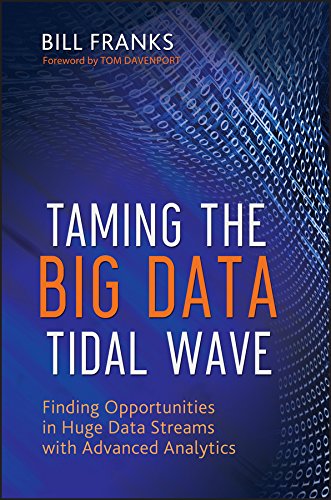 BILL FRANKS
Foreword by TOM DAVENPORT
TAMING THE
BIG DATA
TIDAL WAVE
Finding Opportunities
in Huge Data Streams
with Advanced Analytics